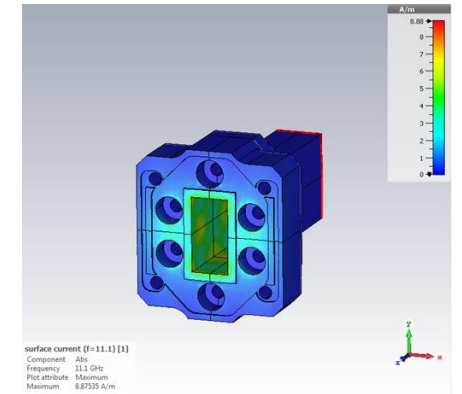 A/m
8.88
8
7
6
5
4
3
2
1
0
y
x
z
surface current (f=11.1) [1]
Component Abs
Frequency 11.1 GHz
Plot attribute Maximum
Maximum 8.87535 A/m